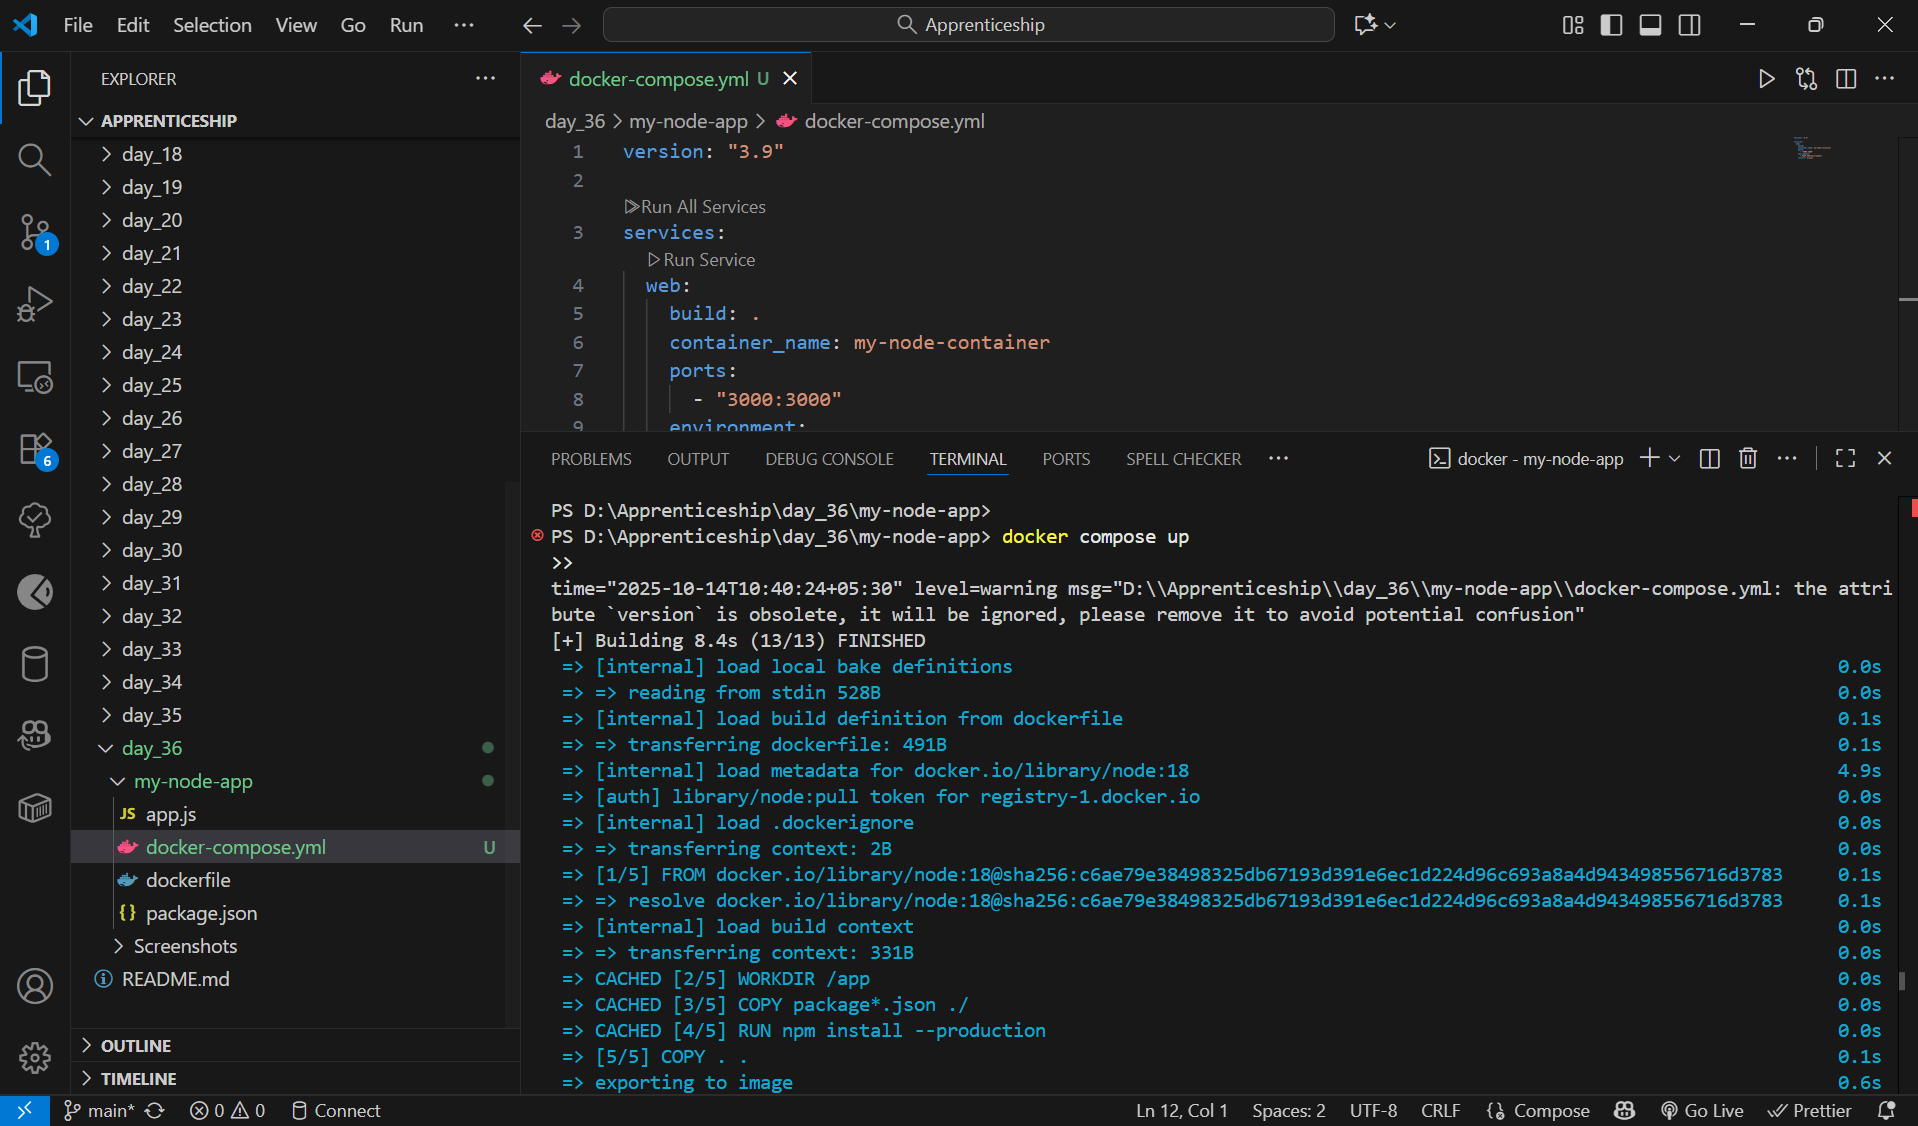 File Edit Selection View Go Run ··· Apprenticeship
EXPLORER ···
APPRENTICESHIP
day_18
day_19
day_20
day_21
day_22
day_23
day_24
day_25
day_26
day_27
day_28
day_29
day_30
day_31
day_32
day_33
day_34
day_35
day_36
my-node-app
JS app.js
docker-compose.yml U
dockerfile
{} package.json
Screenshots
README.md
OUTLINE
TIMELINE
1
6
docker-compose.yml U
day_36 > my-node-app > docker-compose.yml
1 version: "3.9"
2
Run All Services
3 services:
Run Service
4 web:
5 build: .
6 container_name: my-node-container
7 ports:
8 - "3000:3000"
9 environment:
PROBLEMS OUTPUT DEBUG CONSOLE TERMINAL PORTS SPELL CHECKER ··· docker - my-node-app
PS D:\Apprenticeship\day_36\my-node-app>
PS D:\Apprenticeship\day_36\my-node-app> docker compose up
>>
time="2025-10-14T10:40:24+05:30" level=warning msg="D:\\Apprenticeship\\day_36\\my-node-app\\docker-compose.yml: the attri
bute `version` is obsolete, it will be ignored, please remove it to avoid potential confusion"
[+] Building 8.4s (13/13) FINISHED
=> [internal] load local bake definitions 0.0s
=> => reading from stdin 528B 0.0s
=> [internal] load build definition from dockerfile 0.1s
=> => transferring dockerfile: 491B 0.1s
=> [internal] load metadata for docker.io/library/node:18 4.9s
=> [auth] library/node:pull token for registry-1.docker.io 0.0s
=> [internal] load .dockerignore 0.0s
=> => transferring context: 2B 0.0s
=> [1/5] FROM docker.io/library/node:18@sha256:c6ae79e38498325db67193d391e6ec1d224d96c693a8a4d943498556716d3783 0.1s
=> => resolve docker.io/library/node:18@sha256:c6ae79e38498325db67193d391e6ec1d224d96c693a8a4d943498556716d3783 0.1s
=> [internal] load build context 0.0s
=> => transferring context: 331B 0.0s
=> CACHED [2/5] WORKDIR /app 0.0s
=> CACHED [3/5] COPY package*.json ./ 0.0s
=> CACHED [4/5] RUN npm install --production 0.0s
=> [5/5] COPY . . 0.1s
=> exporting to image 0.6s
main* 0 0 Connect Ln 12, Col 1 Spaces: 2 UTF-8 CRLF Compose Go Live Prettier